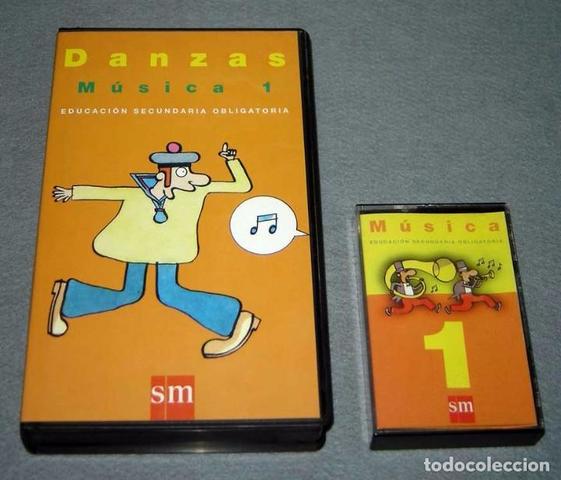 Danzas
Música 1
EDUCACIÓN SECUNDARIA OBLIGATORIA
sm
Música
EDUCACIÓN SECUNDARIA OBLIGATORIA
1
sm
todocoleccion